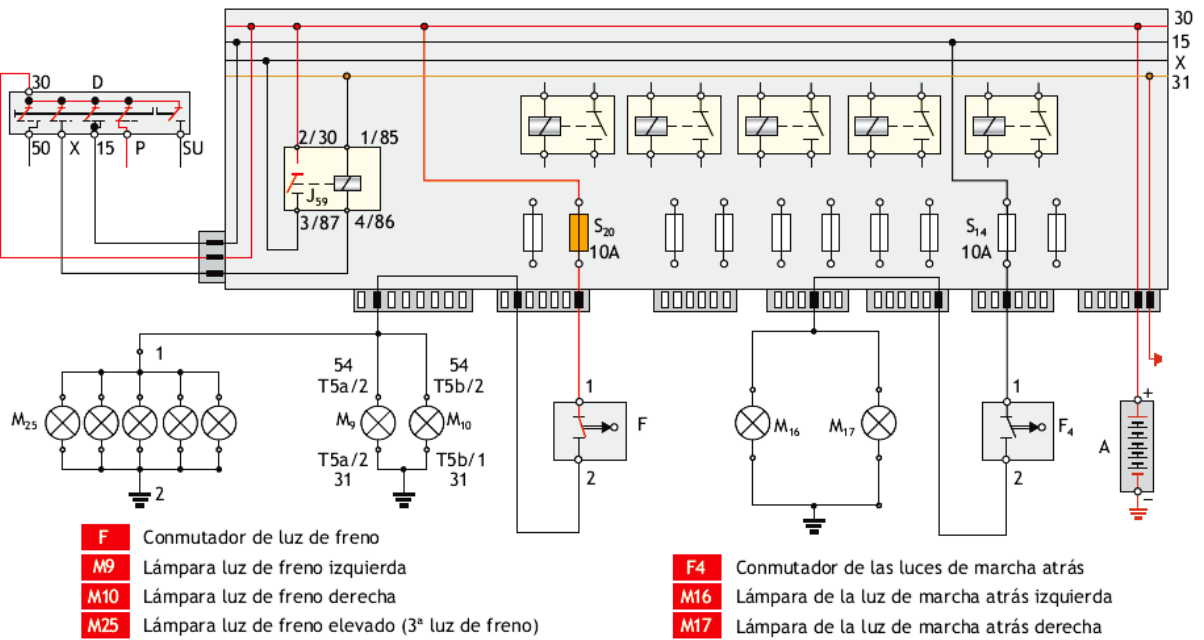 30
15
X
31
30 D
50 X 15 P SU
2/30 1/85
J59
3/87 4/86
S20
10A
S14
10A
1
54 54
T5a/2 T5b/2
M25 M9 M10
T5a/2 T5b/1
31 31
2
1
F
2
M16 M17
1
F4
2
+
A
−
F Conmutador de luz de freno
M9 Lámpara luz de freno izquierda
M10 Lámpara luz de freno derecha
M25 Lámpara luz de freno elevado (3ª luz de freno)
F4 Conmutador de las luces de marcha atrás
M16 Lámpara de la luz de marcha atrás izquierda
M17 Lámpara de la luz de marcha atrás derecha